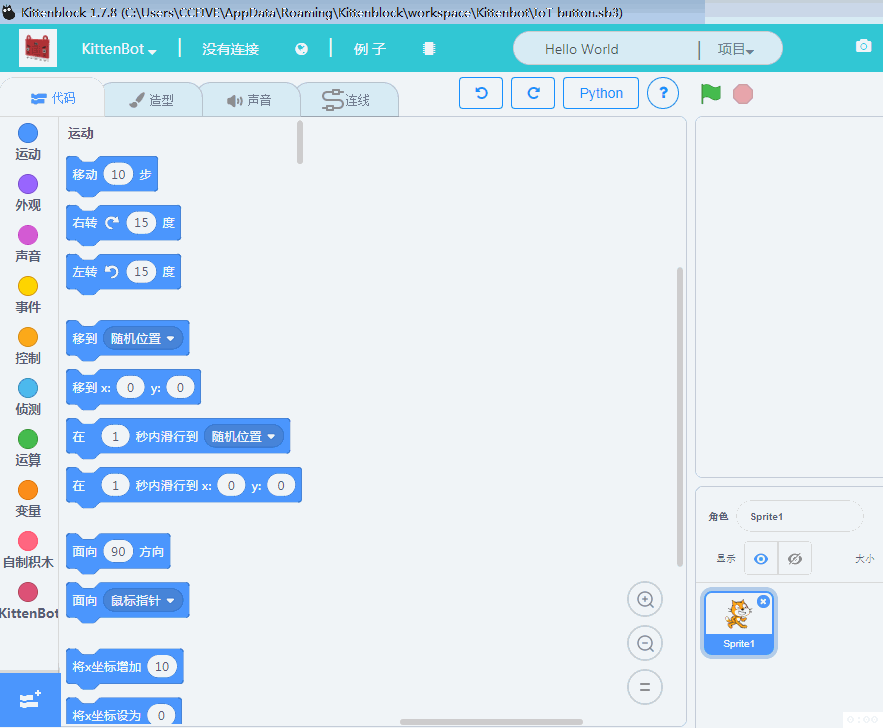 Kittenblock 1.7.8 (C:\Users\CCHVE\AppData\Roaming\Kittenblock\workspace\Kittenbot\IoT button.sb3)
KittenBot 没有连接 例子 Hello World 项目
代码 造型 声音 连线 Python ?
运动
外观
声音
事件
控制
侦测
运算
变量
自制积木
KittenBot
运动
移动 10 步
右转 15 度
左转 15 度
移到 随机位置
移到 x: 0 y: 0
在 1 秒内滑行到 随机位置
在 1 秒内滑行到 x: 0 y: 0
面向 90 方向
面向 鼠标指针
将x坐标增加 10
将x坐标设为 0
角色 Sprite1
显示 大小
Sprite1
0:00